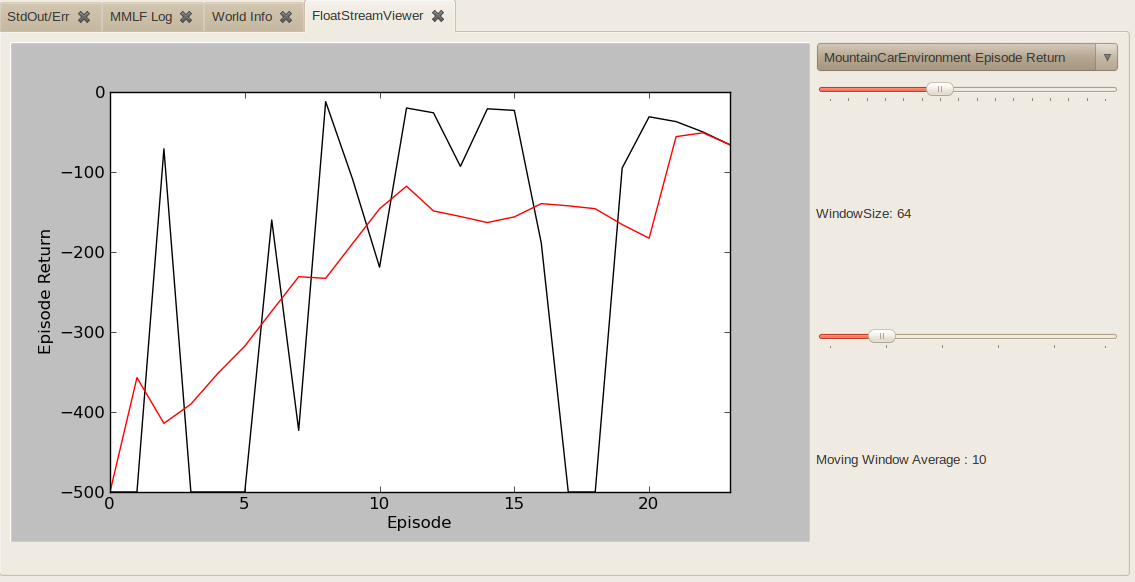 StdOut/Err MMLF Log World Info FloatStreamViewer
MountainCarEnvironment Episode Return
WindowSize: 64
Moving Window Average : 10
Episode Return
0
−100
−200
−300
−400
−500
0 5 10 15 20
Episode